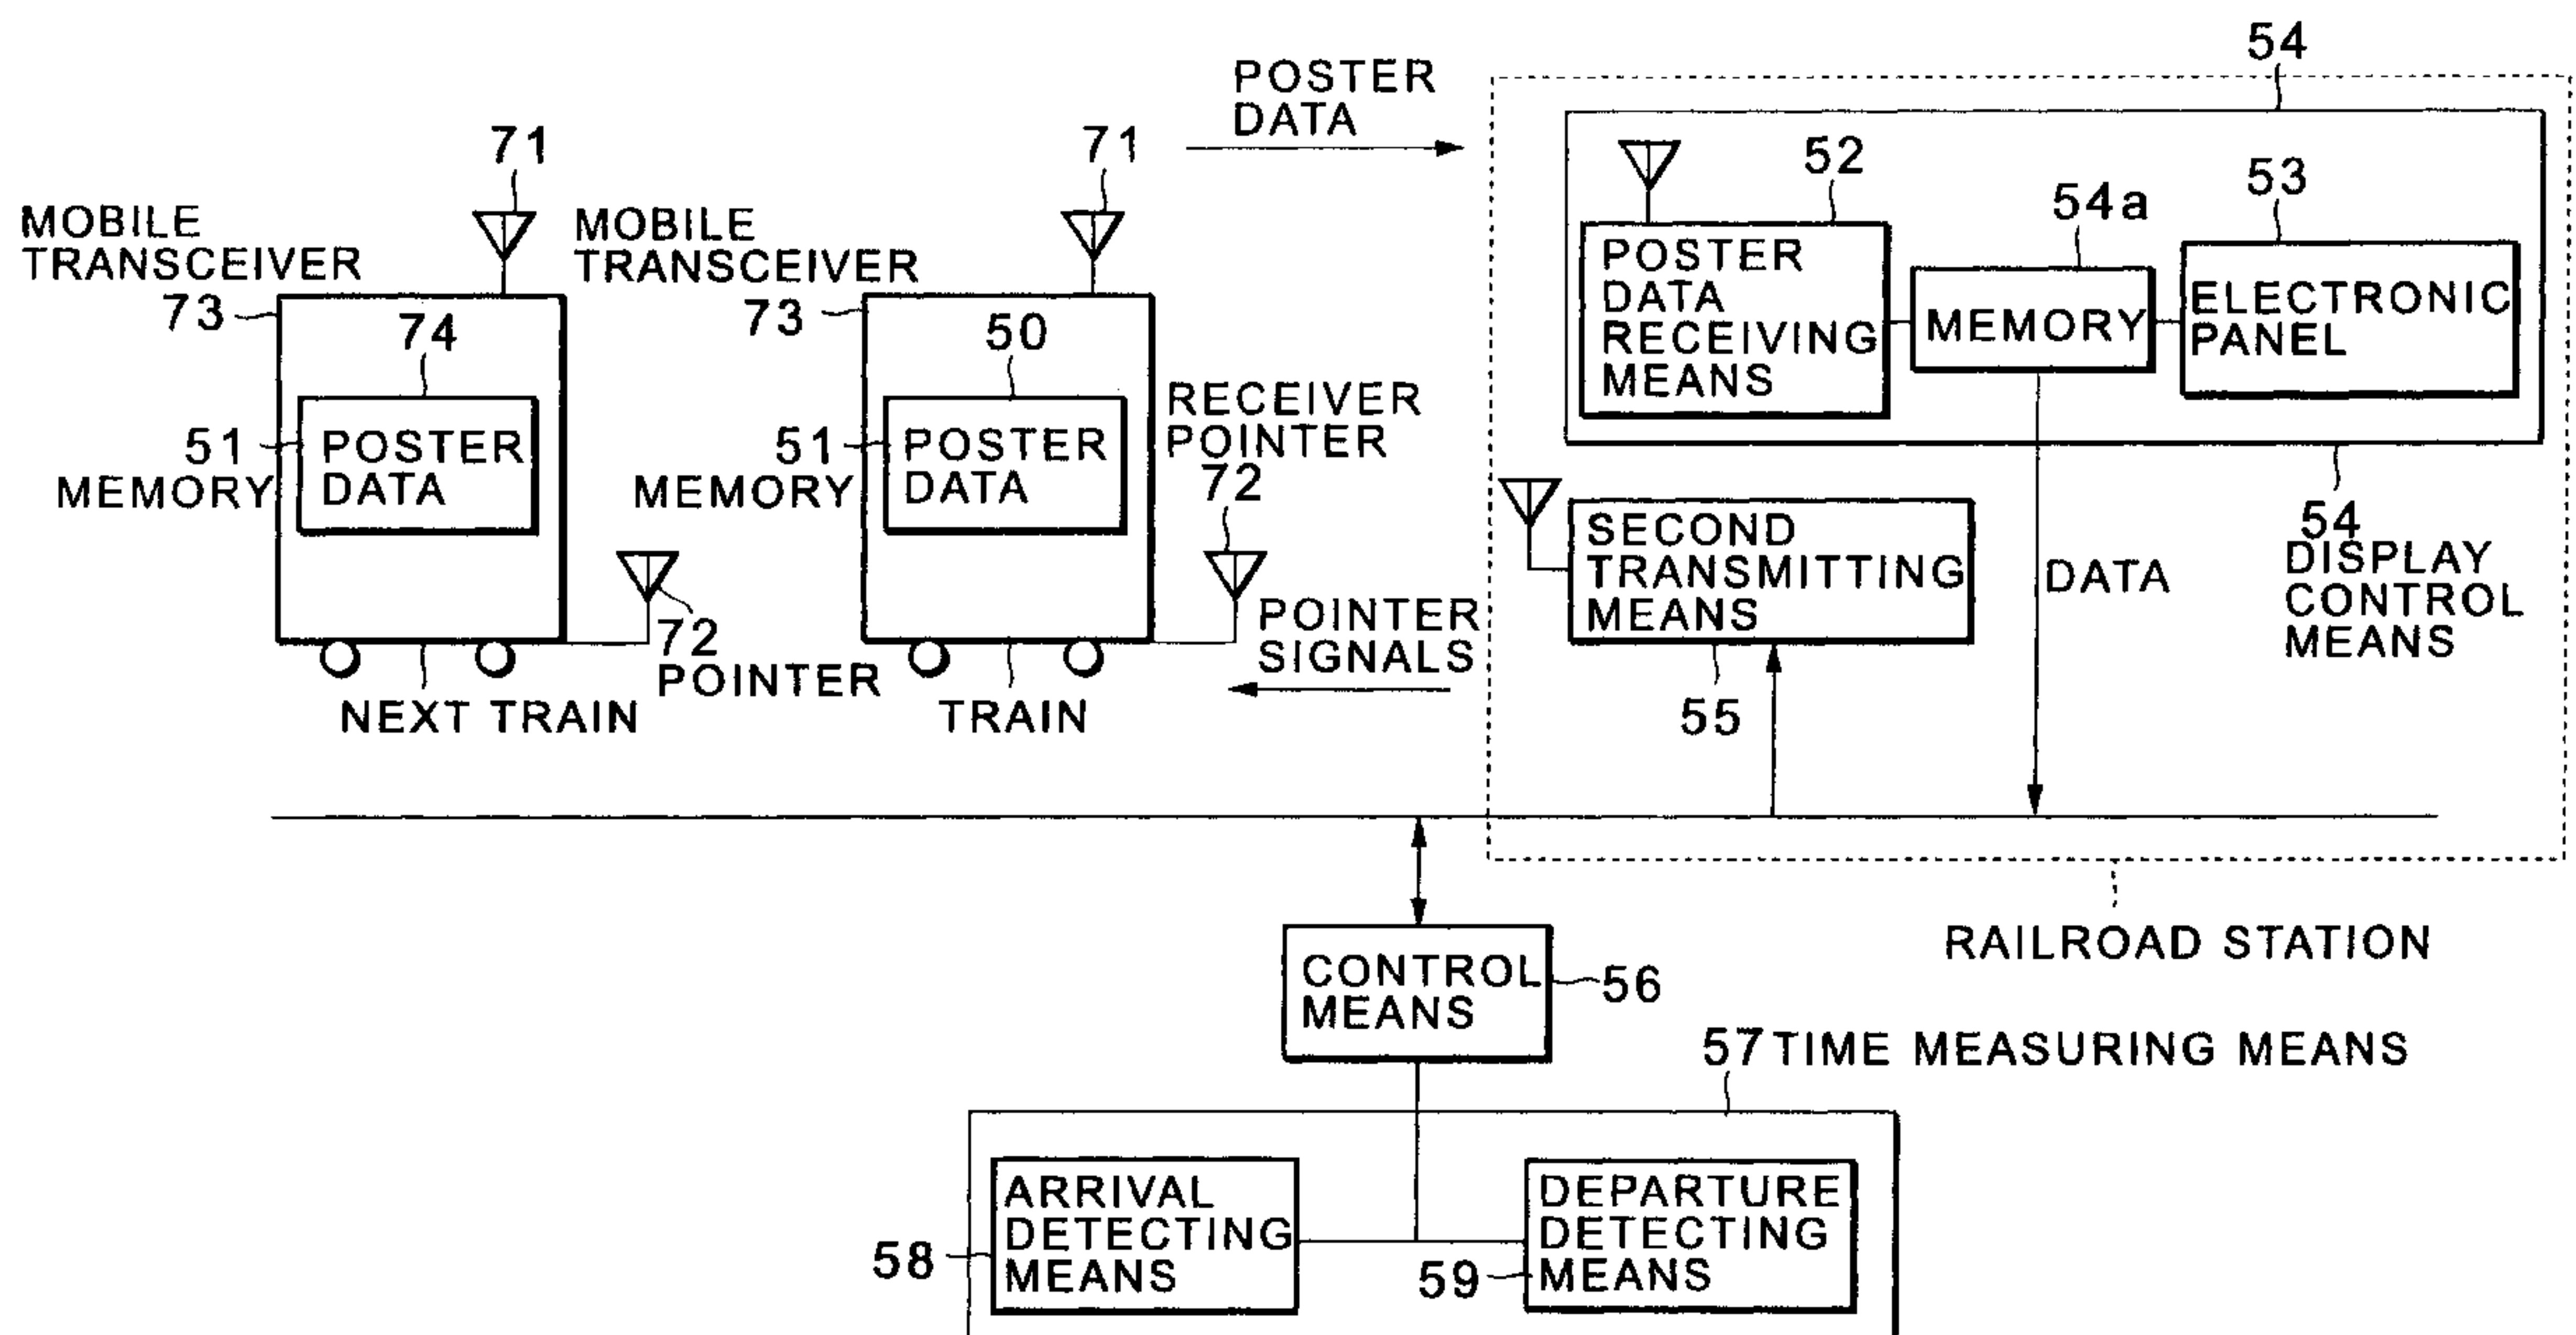 54
POSTER
DATA
71
71
52
54a
53
MOBILE
TRANSCEIVER
73
MOBILE
TRANSCEIVER
73
POSTER
DATA
RECEIVING
MEANS
MEMORY
ELECTRONIC
PANEL
74
50
51
MEMORY
POSTER
DATA
51
MEMORY
POSTER
DATA
RECEIVER
POINTER
72
SECOND
TRANSMITTING
MEANS
DATA
54
DISPLAY
CONTROL
MEANS
72
POINTER
POINTER
SIGNALS
55
NEXT TRAIN
TRAIN
RAILROAD STATION
CONTROL
MEANS
56
57 TIME MEASURING MEANS
ARRIVAL
DETECTING
MEANS
58
DEPARTURE
DETECTING
MEANS
59